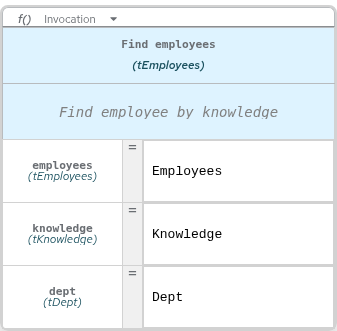 f() Invocation
Find employees
(tEmployees)
Find employee by knowledge
employees
(tEmployees)
=
Employees
knowledge
(tKnowledge)
=
Knowledge
dept
(tDept)
=
Dept